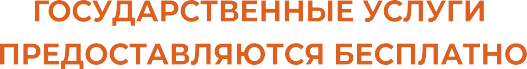 ГОСУДАРСТВЕННЫЕ УСЛУГИ
ПРЕДОСТАВЛЯЮТСЯ БЕСПЛАТНО